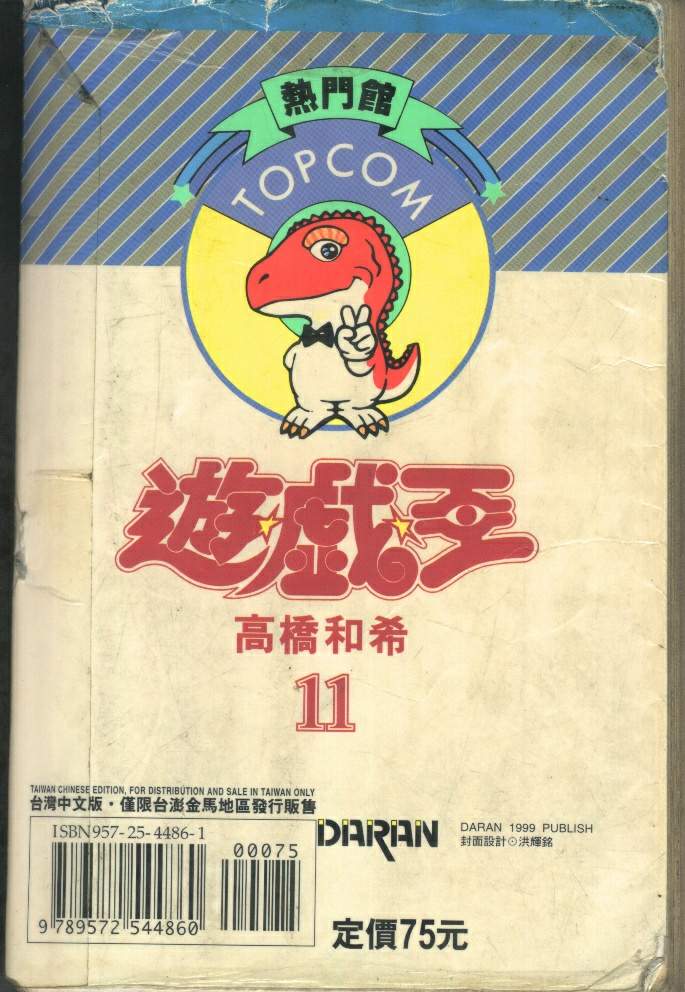 熱門館
TOPCOM
遊戲王
高橋和希
11
TAIWAN CHINESE EDITION, FOR DISTRIBUTION AND SALE IN TAIWAN ONLY
台灣中文版・僅限台澎金馬地區發行販售
ISBN957-25-4486-1
00075
9 789572 544860
DARAN
DARAN 1999 PUBLISH
封面設計⊙洪輝銘
定價75元